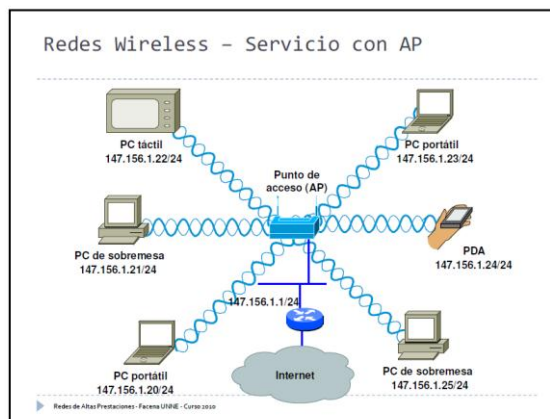 Redes Wireless – Servicio con AP
PC táctil
147.156.1.22/24
PC portátil
147.156.1.23/24
Punto de
acceso (AP)
PC de sobremesa
147.156.1.21/24
PDA
147.156.1.24/24
147.156.1.1/24
PC portátil
147.156.1.20/24
Internet
PC de sobremesa
147.156.1.25/24
Redes de Altas Prestaciones - Facena UNNE - Curso 2010